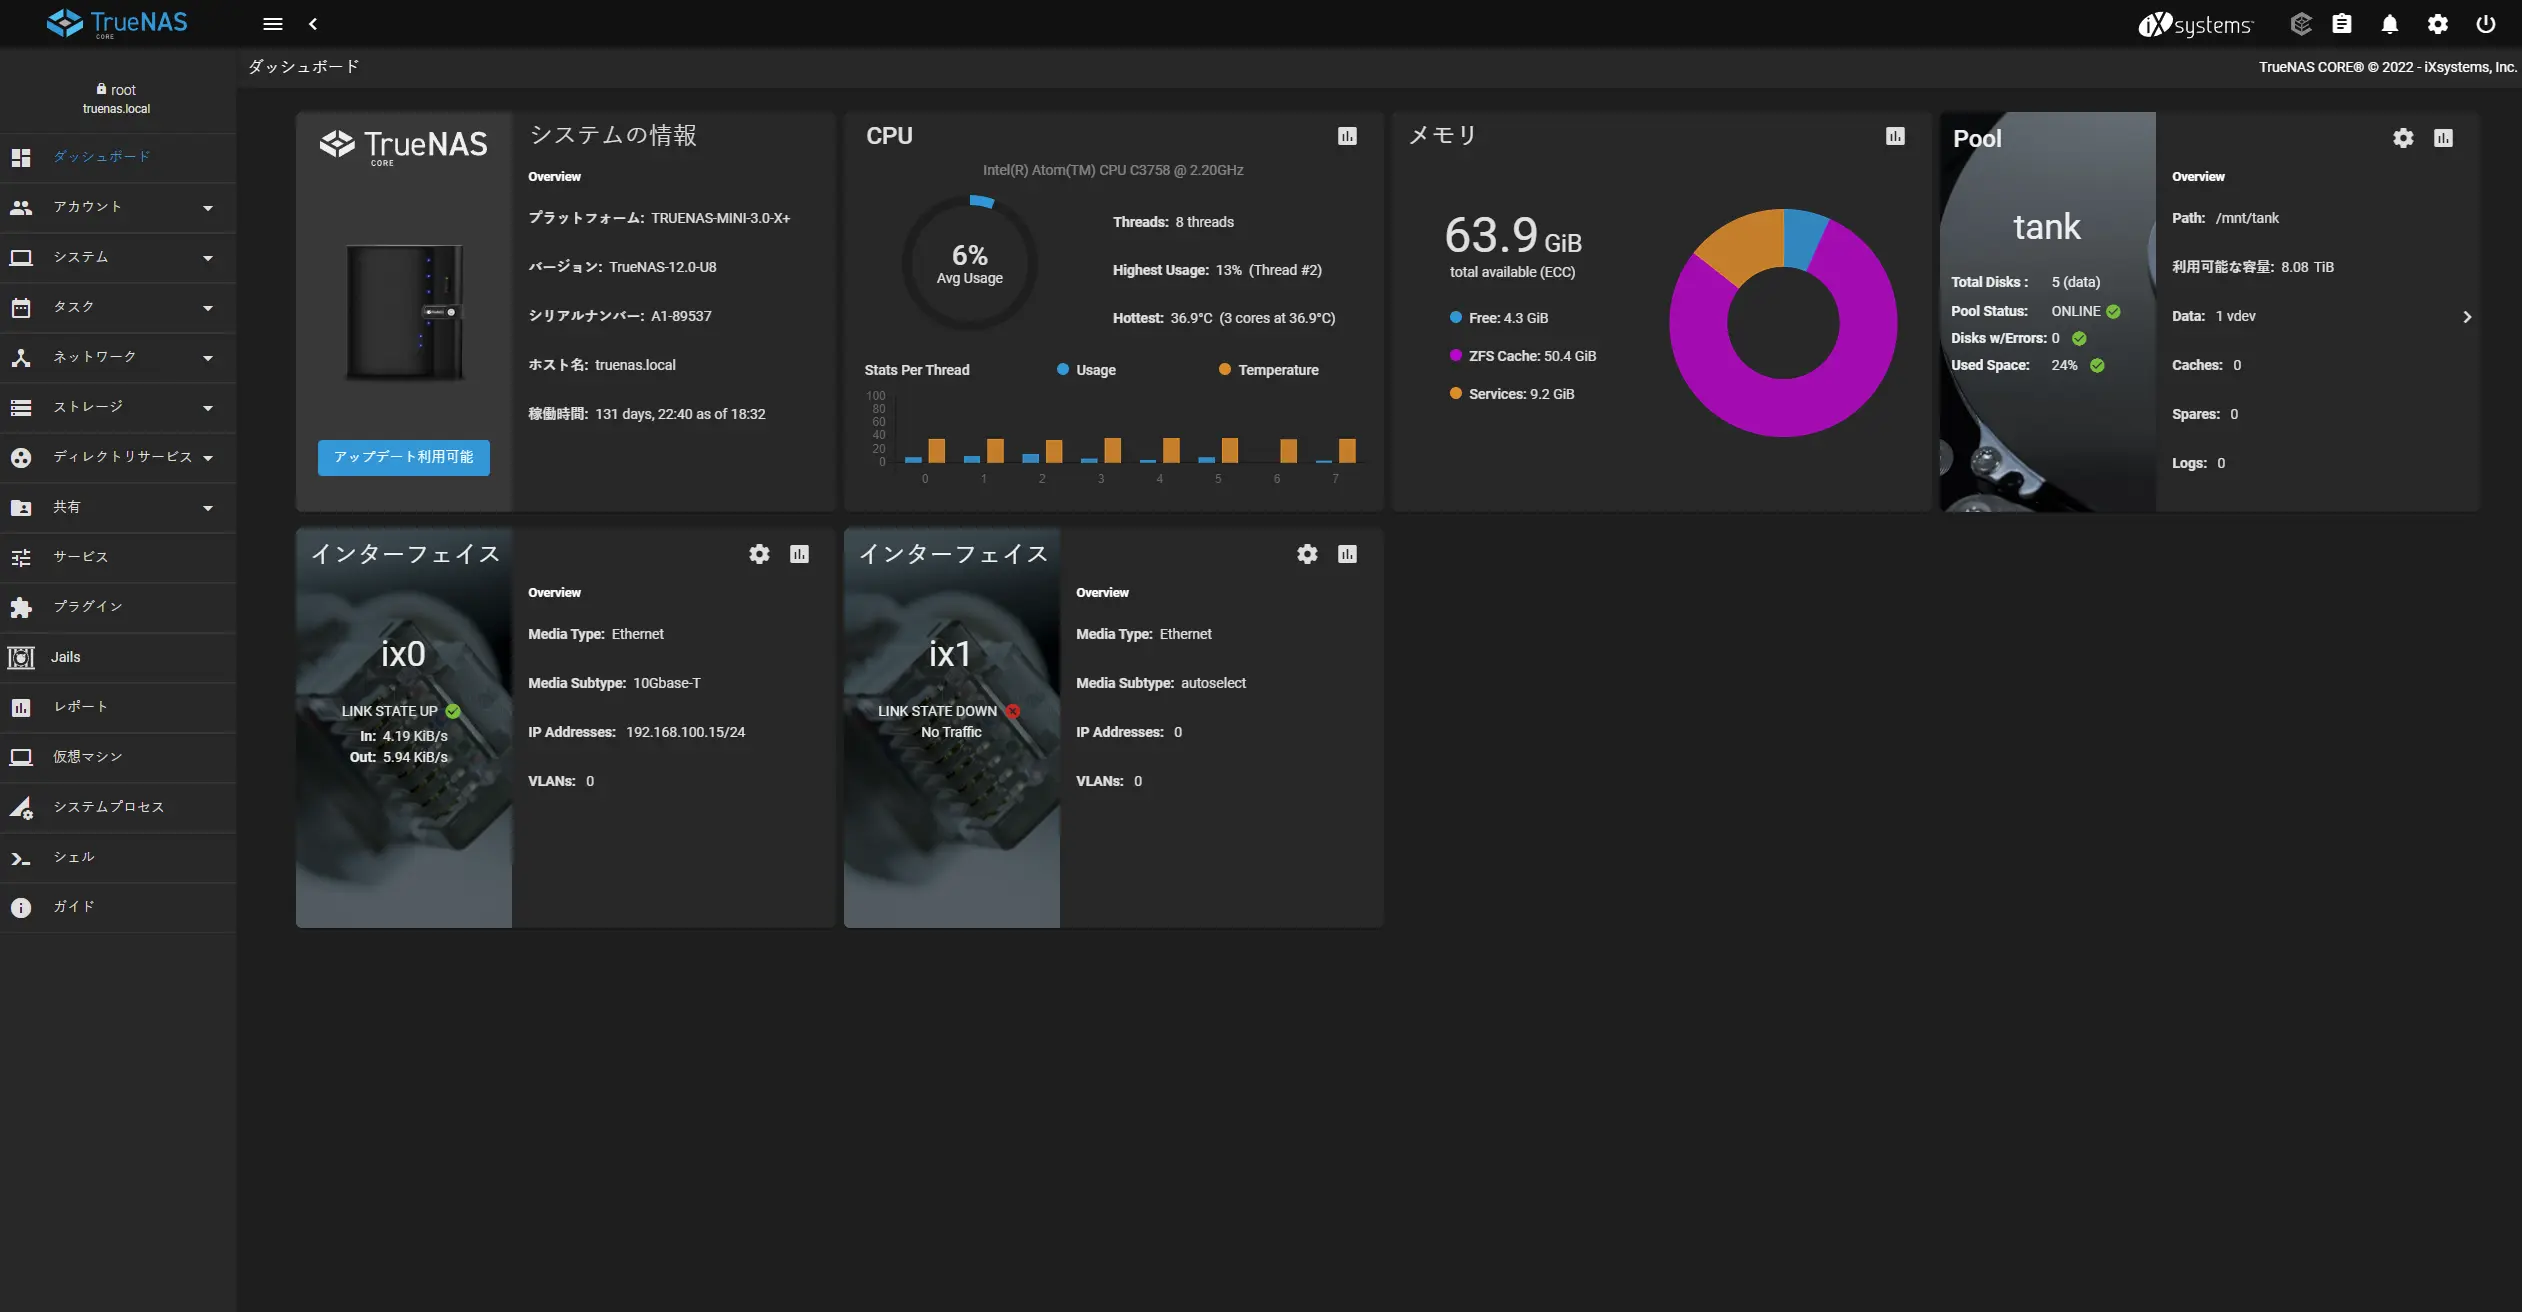 TrueNAS
CORE
iXsystems
ダッシュボード
TrueNAS CORE® © 2022 - iXsystems, Inc.
root
truenas.local
ダッシュボード
アカウント
システム
タスク
ネットワーク
ストレージ
ディレクトリサービス
共有
サービス
プラグイン
Jails
レポート
仮想マシン
システムプロセス
シェル
ガイド
TrueNAS
CORE
アップデート利用可能
システムの情報
Overview
プラットフォーム: TRUENAS-MINI-3.0-X+
バージョン: TrueNAS-12.0-U8
シリアルナンバー: A1-89537
ホスト名: truenas.local
稼働時間: 131 days, 22:40 as of 18:32
CPU
Intel(R) Atom(TM) CPU C3758 @ 2.20GHz
6%
Avg Usage
Threads: 8 threads
Highest Usage: 13% (Thread #2)
Hottest: 36.9°C (3 cores at 36.9°C)
Stats Per Thread
Usage
Temperature
100
80
60
40
20
0
0 1 2 3 4 5 6 7
メモリ
63.9 GiB
total available (ECC)
Free: 4.3 GiB
ZFS Cache: 50.4 GiB
Services: 9.2 GiB
Pool
tank
Total Disks : 5 (data)
Pool Status: ONLINE
Disks w/Errors: 0
Used Space: 24%
Overview
Path: /mnt/tank
利用可能な容量: 8.08 TiB
Data: 1 vdev
Caches: 0
Spares: 0
Logs: 0
インターフェイス
ix0
LINK STATE UP
In: 4.19 KiB/s
Out: 5.94 KiB/s
Overview
Media Type: Ethernet
Media Subtype: 10Gbase-T
IP Addresses: 192.168.100.15/24
VLANs: 0
インターフェイス
ix1
LINK STATE DOWN
No Traffic
Overview
Media Type: Ethernet
Media Subtype: autoselect
IP Addresses: 0
VLANs: 0